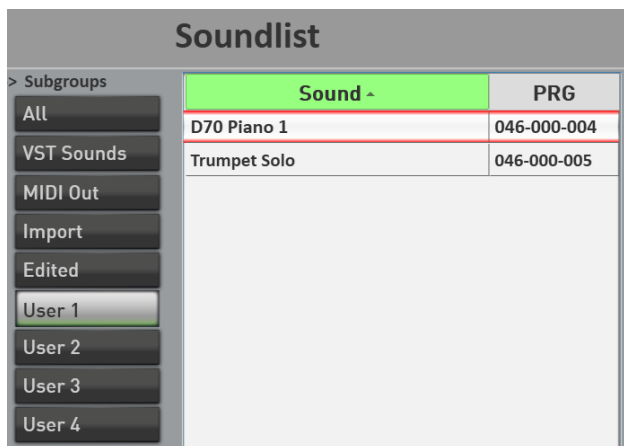 Soundlist
> Subgroups
All
VST Sounds
MIDI Out
Import
Edited
User 1
User 2
User 3
User 4
Sound PRG
D70 Piano 1 046-000-004
Trumpet Solo 046-000-005